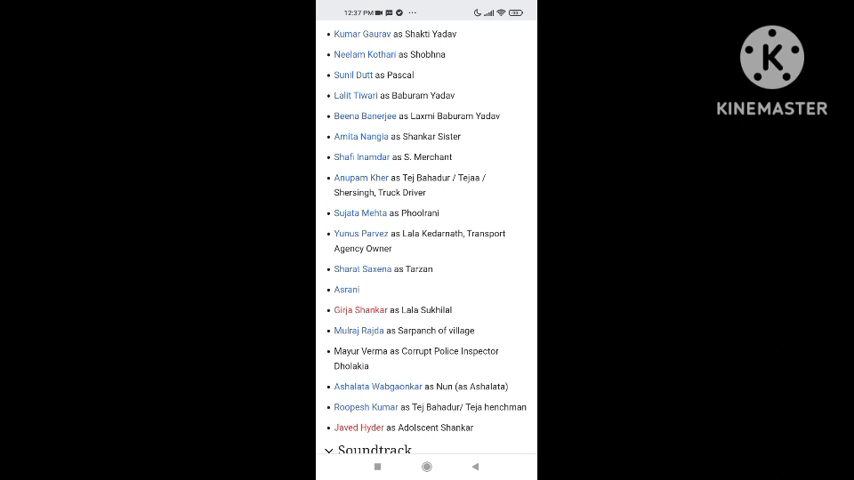 12:37 PM
Kumar Gaurav as Shakti Yadav
Neelam Kothari as Shobhna
Sunil Dutt as Pascal
Lalit Tiwari as Baburam Yadav
Beena Banerjee as Laxmi Baburam Yadav
Amita Nangia as Shankar Sister
Shafi Inamdar as S. Merchant
Anupam Kher as Tej Bahadur / Tejaa /
Shersingh, Truck Driver
Sujata Mehta as Phoolrani
Yunus Parvez as Lala Kedarnath, Transport
Agency Owner
Sharat Saxena as Tarzan
Asrani
Girja Shankar as Lala Sukhilal
Mulraj Rajda as Sarpanch of village
Mayur Verma as Corrupt Police Inspector
Dholakia
Ashalata Wabgaonkar as Nun (as Ashalata)
Roopesh Kumar as Tej Bahadur/ Teja henchman
Javed Hyder as Adolscent Shankar
Soundtrack
K
KINEMASTER